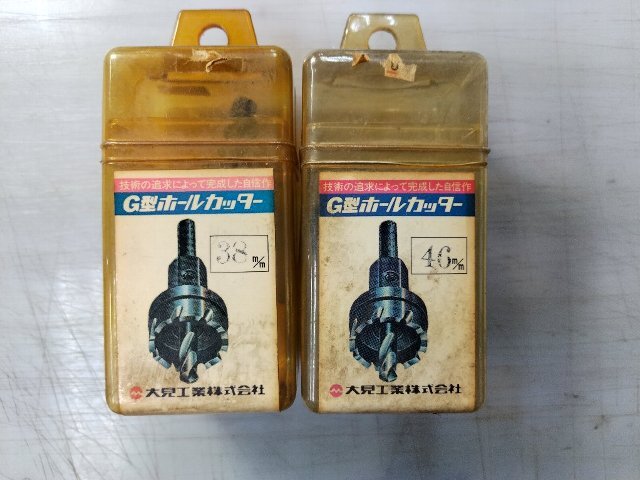 技術の追求によって完成した自信作
G型ホールカッター
38 m/m
大見工業株式会社
技術の追求によって完成した自信作
G型ホールカッター
46 m/m
大見工業株式会社